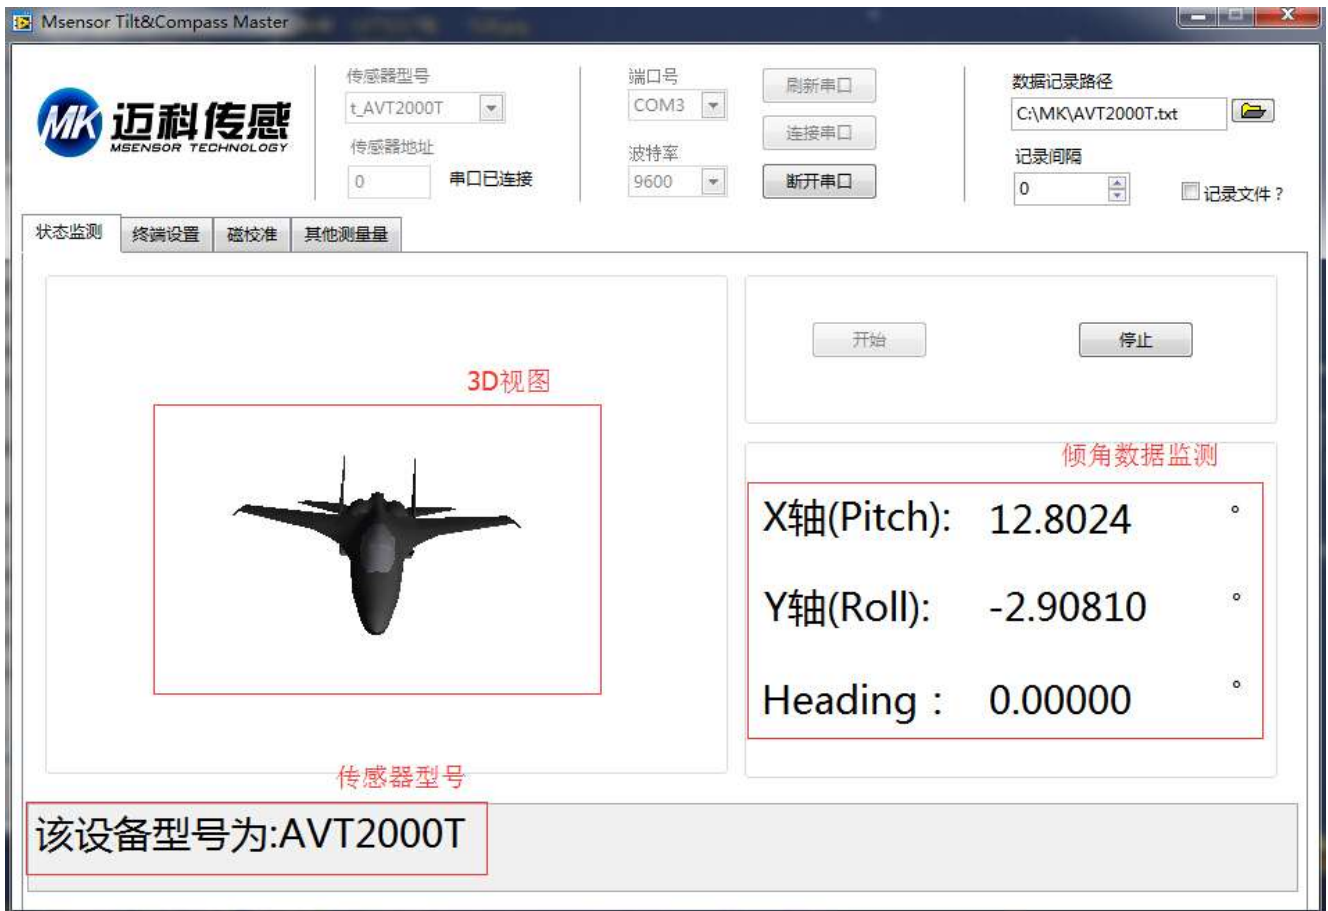 Msensor Tilt&Compass Master
MK 迈科传感
MSENSOR TECHNOLOGY
传感器型号
t_AVT2000T
传感器地址
0
串口已连接
端口号
COM3
波特率
9600
刷新串口
连接串口
断开串口
数据记录路径
C:\MK\AVT2000T.txt
记录间隔
0
记录文件？
状态监测 终端设置 磁校准 其他测量量
3D视图
开始 停止
倾角数据监测
X轴(Pitch): 12.8024 °
Y轴(Roll): -2.90810 °
Heading： 0.00000 °
传感器型号
该设备型号为:AVT2000T